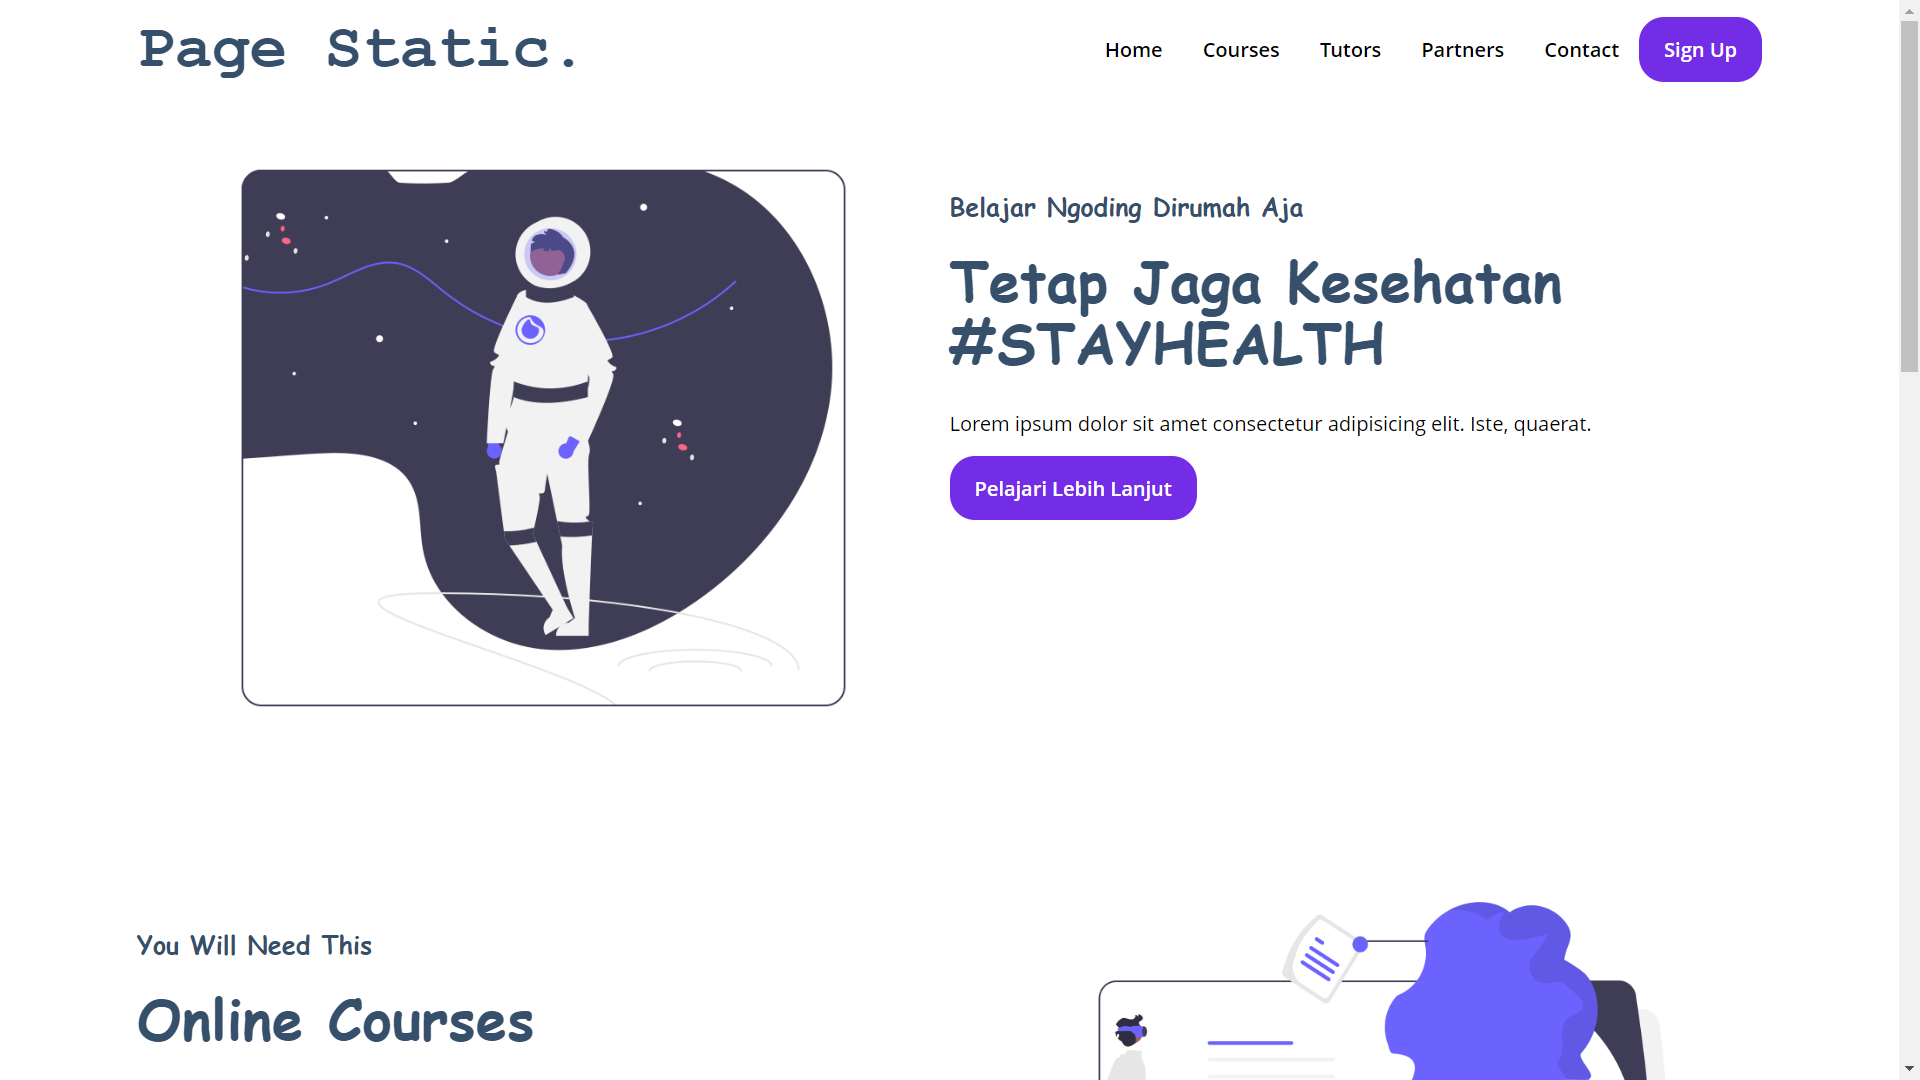 Page Static.
Home Courses Tutors Partners Contact Sign Up
Belajar Ngoding Dirumah Aja
Tetap Jaga Kesehatan
#STAYHEALTH
Lorem ipsum dolor sit amet consectetur adipisicing elit. Iste, quaerat.
Pelajari Lebih Lanjut
You Will Need This
Online Courses